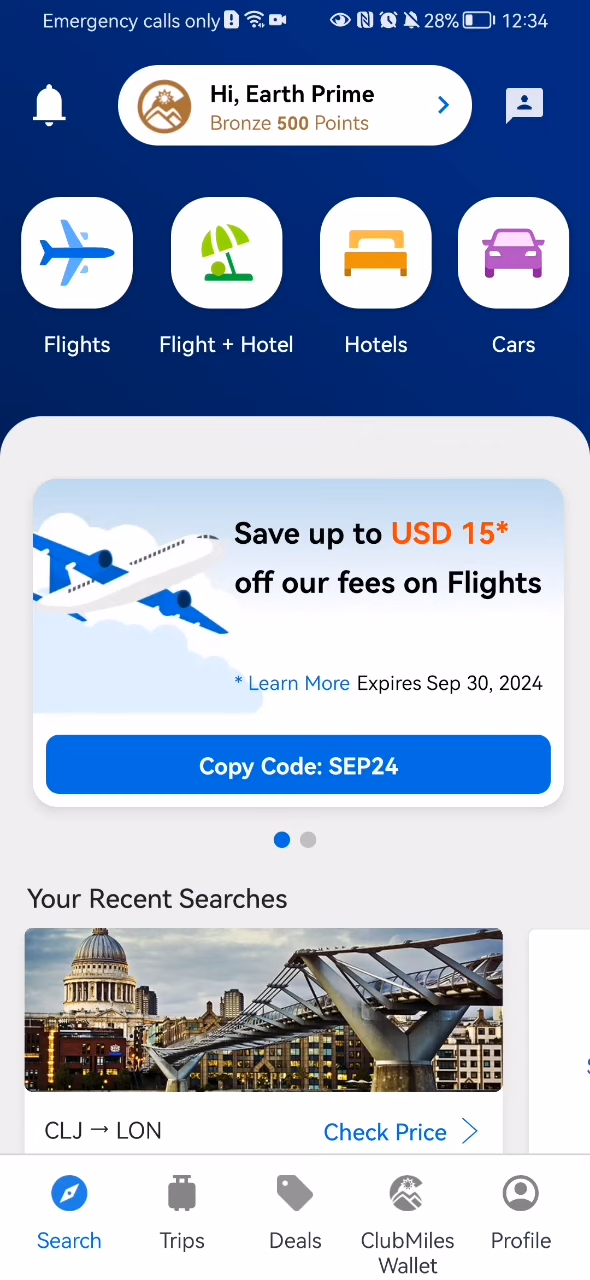 Emergency calls only 28% 12:34
Hi, Earth Prime
Bronze 500 Points
Flights
Flight + Hotel
Hotels
Cars
Save up to USD 15*
off our fees on Flights
* Learn More Expires Sep 30, 2024
Copy Code: SEP24
Your Recent Searches
CLJ → LON
Check Price
Search
Trips
Deals
ClubMiles
Wallet
Profile